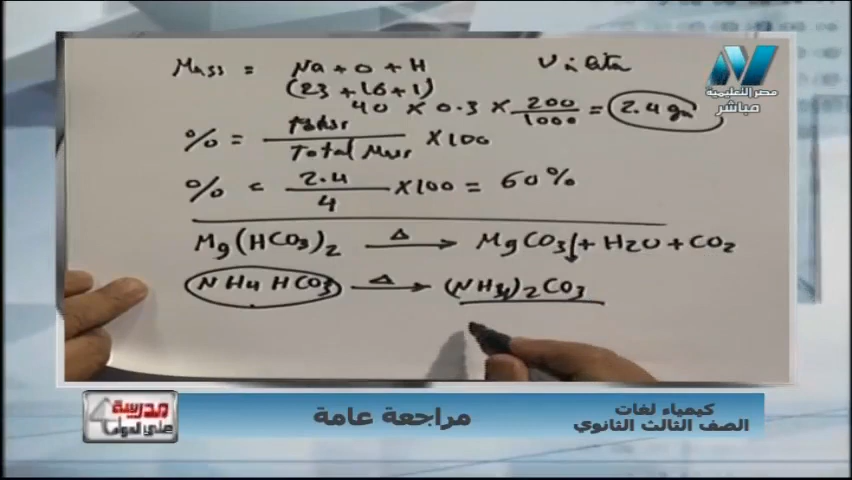 Mass = Na + O + H
(23 + 16 + 1)
40 × 0.3 × 200/1000 = 2.4 gm
% = /Total Mass × 100
% = 2.4/4 × 100 = 60 %
Mg(HCO3)2 Δ→ MgCO3↓ + H2O + CO2
NH4HCO3 Δ→ (NH4)2CO3
مصر التعليمية
مباشر
مدرسة
على الهواء
مراجعة عامة
كيمياء لغات
الصف الثالث الثانوي